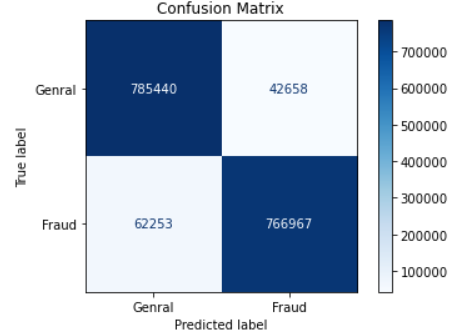 Confusion Matrix
Genral
785440
42658
Fraud
62253
766967
Genral
Fraud
True label
Predicted label
700000
600000
500000
400000
300000
200000
100000